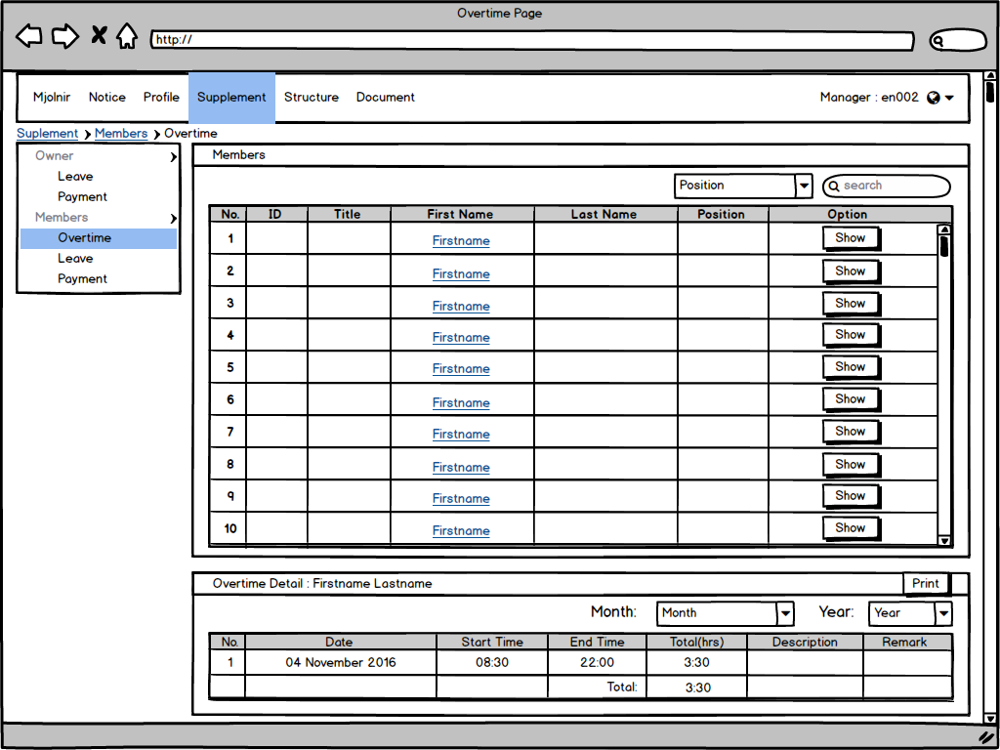 Overtime Page
http://
Mjolnir Notice Profile Supplement Structure Document Manager : en002
Suplement Members Overtime
Owner
Leave
Payment
Members
Overtime
Leave
Payment
Members
Position search
No. ID Title First Name Last Name Position Option
1 Firstname Show
2 Firstname Show
3 Firstname Show
4 Firstname Show
5 Firstname Show
6 Firstname Show
7 Firstname Show
8 Firstname Show
9 Firstname Show
10 Firstname Show
Overtime Detail : Firstname Lastname Print
Month: Month Year: Year
No. Date Start Time End Time Total(hrs) Description Remark
1 04 November 2016 08:30 22:00 3:30
Total: 3:30